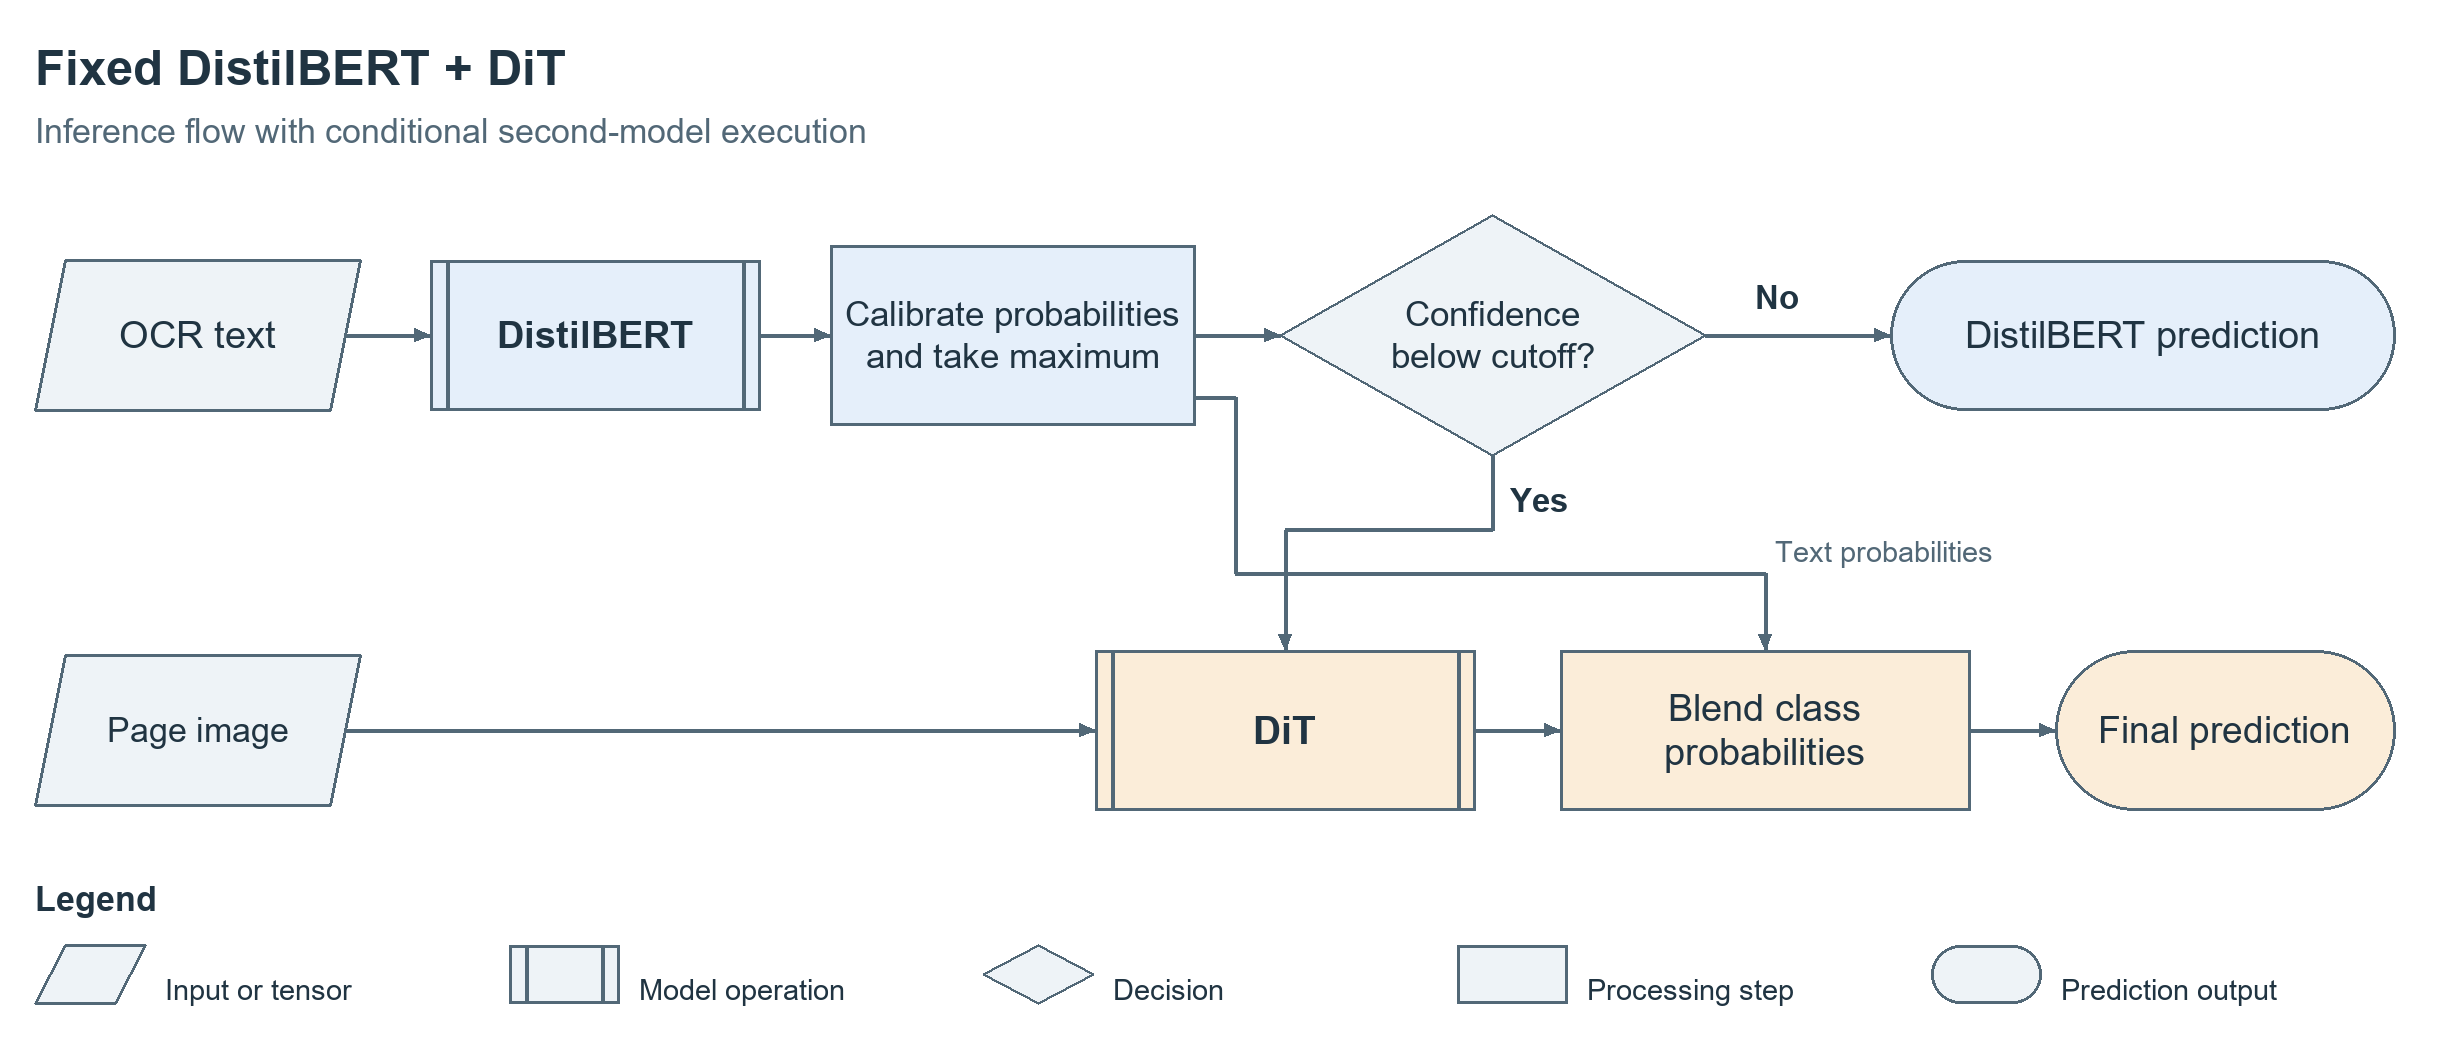 Fixed DistilBERT + DiT
Inference flow with conditional second-model execution
OCR text
DistilBERT
Calibrate probabilities
and take maximum
Confidence
below cutoff?
No
DistilBERT prediction
Yes
Text probabilities
Page image
DiT
Blend class
probabilities
Final prediction
Legend
Input or tensor
Model operation
Decision
Processing step
Prediction output